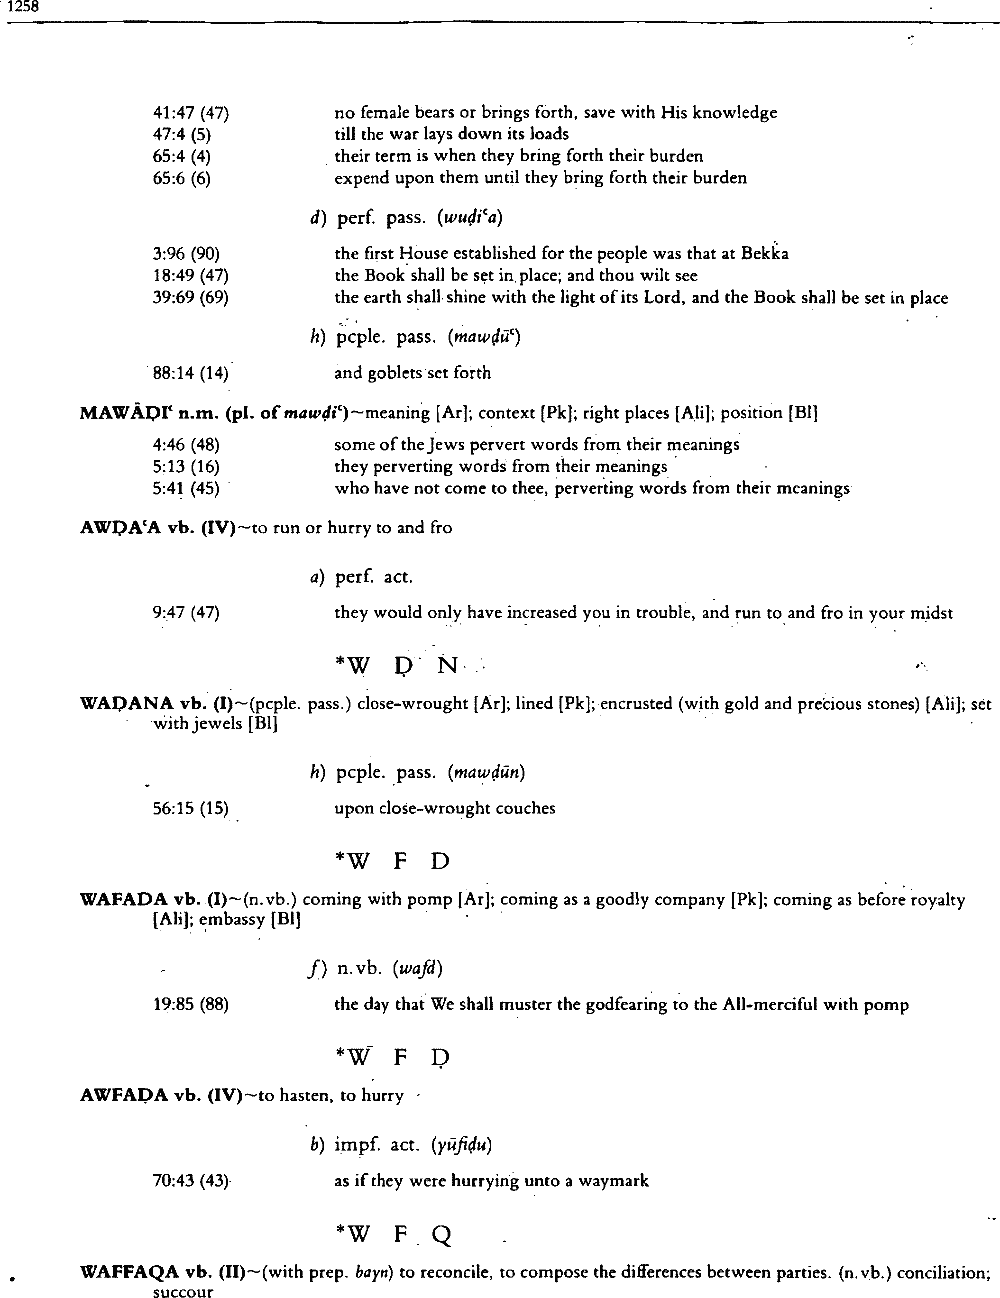 1258
41:47 (47) no female bears or brings forth, save with His knowledge
47:4 (5) till the war lays down its loads
65:4 (4) their term is when they bring forth their burden
65:6 (6) expend upon them until they bring forth their burden
d) perf. pass. (wuḍiʿa)
3:96 (90) the first House established for the people was that at Bekka
18:49 (47) the Book shall be set in place; and thou wilt see
39:69 (69) the earth shall shine with the light of its Lord, and the Book shall be set in place
h) pcple. pass. (mawḍūʿ)
88:14 (14) and goblets set forth
MAWĀḌIʿ n.m. (pl. of mawḍiʿ)~meaning [Ar]; context [Pk]; right places [Ali]; position [Bl]
4:46 (48) some of the Jews pervert words from their meanings
5:13 (16) they perverting words from their meanings
5:41 (45) who have not come to thee, perverting words from their meanings
AWḌAʿA vb. (IV)~to run or hurry to and fro
a) perf. act.
9:47 (47) they would only have increased you in trouble, and run to and fro in your midst
*W Ḍ N
WAḌANA vb. (I)~(pcple. pass.) close-wrought [Ar]; lined [Pk]; encrusted (with gold and precious stones) [Ali]; set
with jewels [Bl]
h) pcple. pass. (mawḍūn)
56:15 (15) upon close-wrought couches
*W F D
WAFADA vb. (I)~(n.vb.) coming with pomp [Ar]; coming as a goodly company [Pk]; coming as before royalty
[Ali]; embassy [Bl]
f) n.vb. (wafd)
19:85 (88) the day that We shall muster the godfearing to the All-merciful with pomp
*W F Ḍ
AWFAḌA vb. (IV)~to hasten, to hurry
b) impf. act. (yūfiḍu)
70:43 (43) as if they were hurrying unto a waymark
*W F Q
WAFFAQA vb. (II)~(with prep. bayn) to reconcile, to compose the differences between parties. (n.vb.) conciliation;
succour